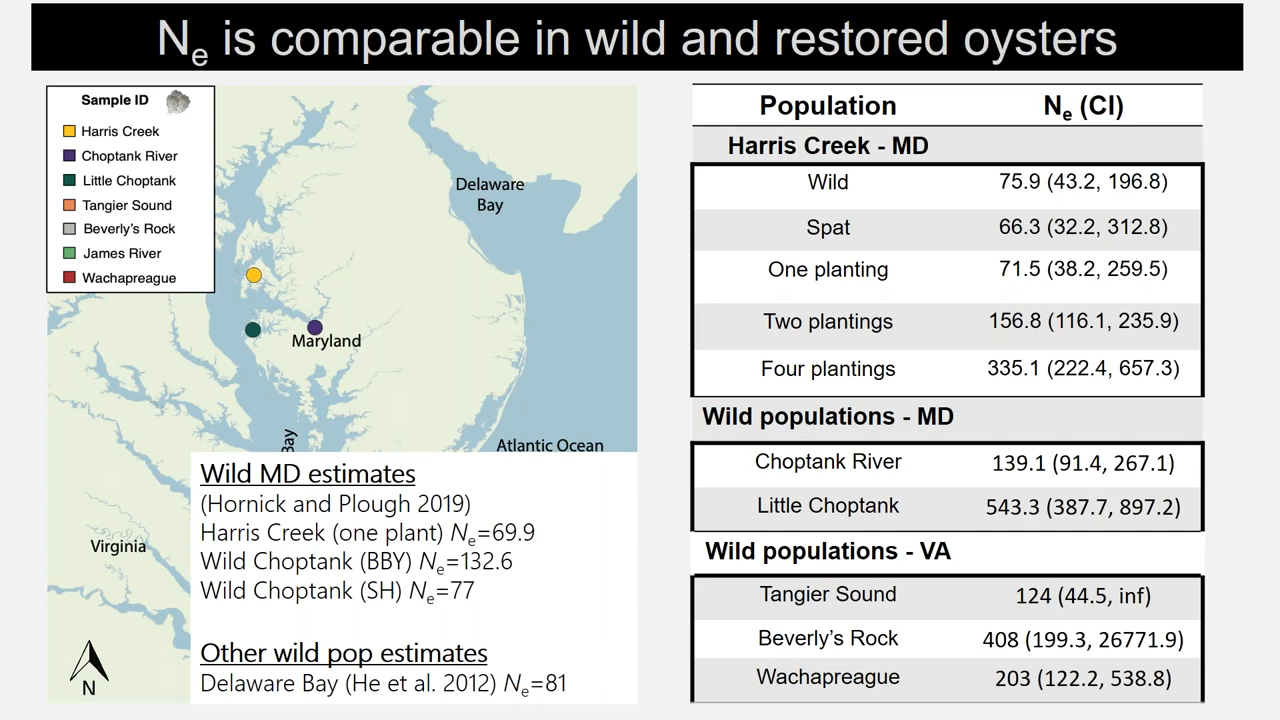 Ne is comparable in wild and restored oysters
Sample ID
Harris Creek
Choptank River
Little Choptank
Tangier Sound
Beverly's Rock
James River
Wachapreague
Delaware
Bay
Maryland
Bay
Atlantic Ocean
Virginia
N
Wild MD estimates
(Hornick and Plough 2019)
Harris Creek (one plant) Ne=69.9
Wild Choptank (BBY) Ne=132.6
Wild Choptank (SH) Ne=77
Other wild pop estimates
Delaware Bay (He et al. 2012) Ne=81
Population Ne (CI)
Harris Creek - MD
Wild 75.9 (43.2, 196.8)
Spat 66.3 (32.2, 312.8)
One planting 71.5 (38.2, 259.5)
Two plantings 156.8 (116.1, 235.9)
Four plantings 335.1 (222.4, 657.3)
Wild populations - MD
Choptank River 139.1 (91.4, 267.1)
Little Choptank 543.3 (387.7, 897.2)
Wild populations - VA
Tangier Sound 124 (44.5, inf)
Beverly's Rock 408 (199.3, 26771.9)
Wachapreague 203 (122.2, 538.8)